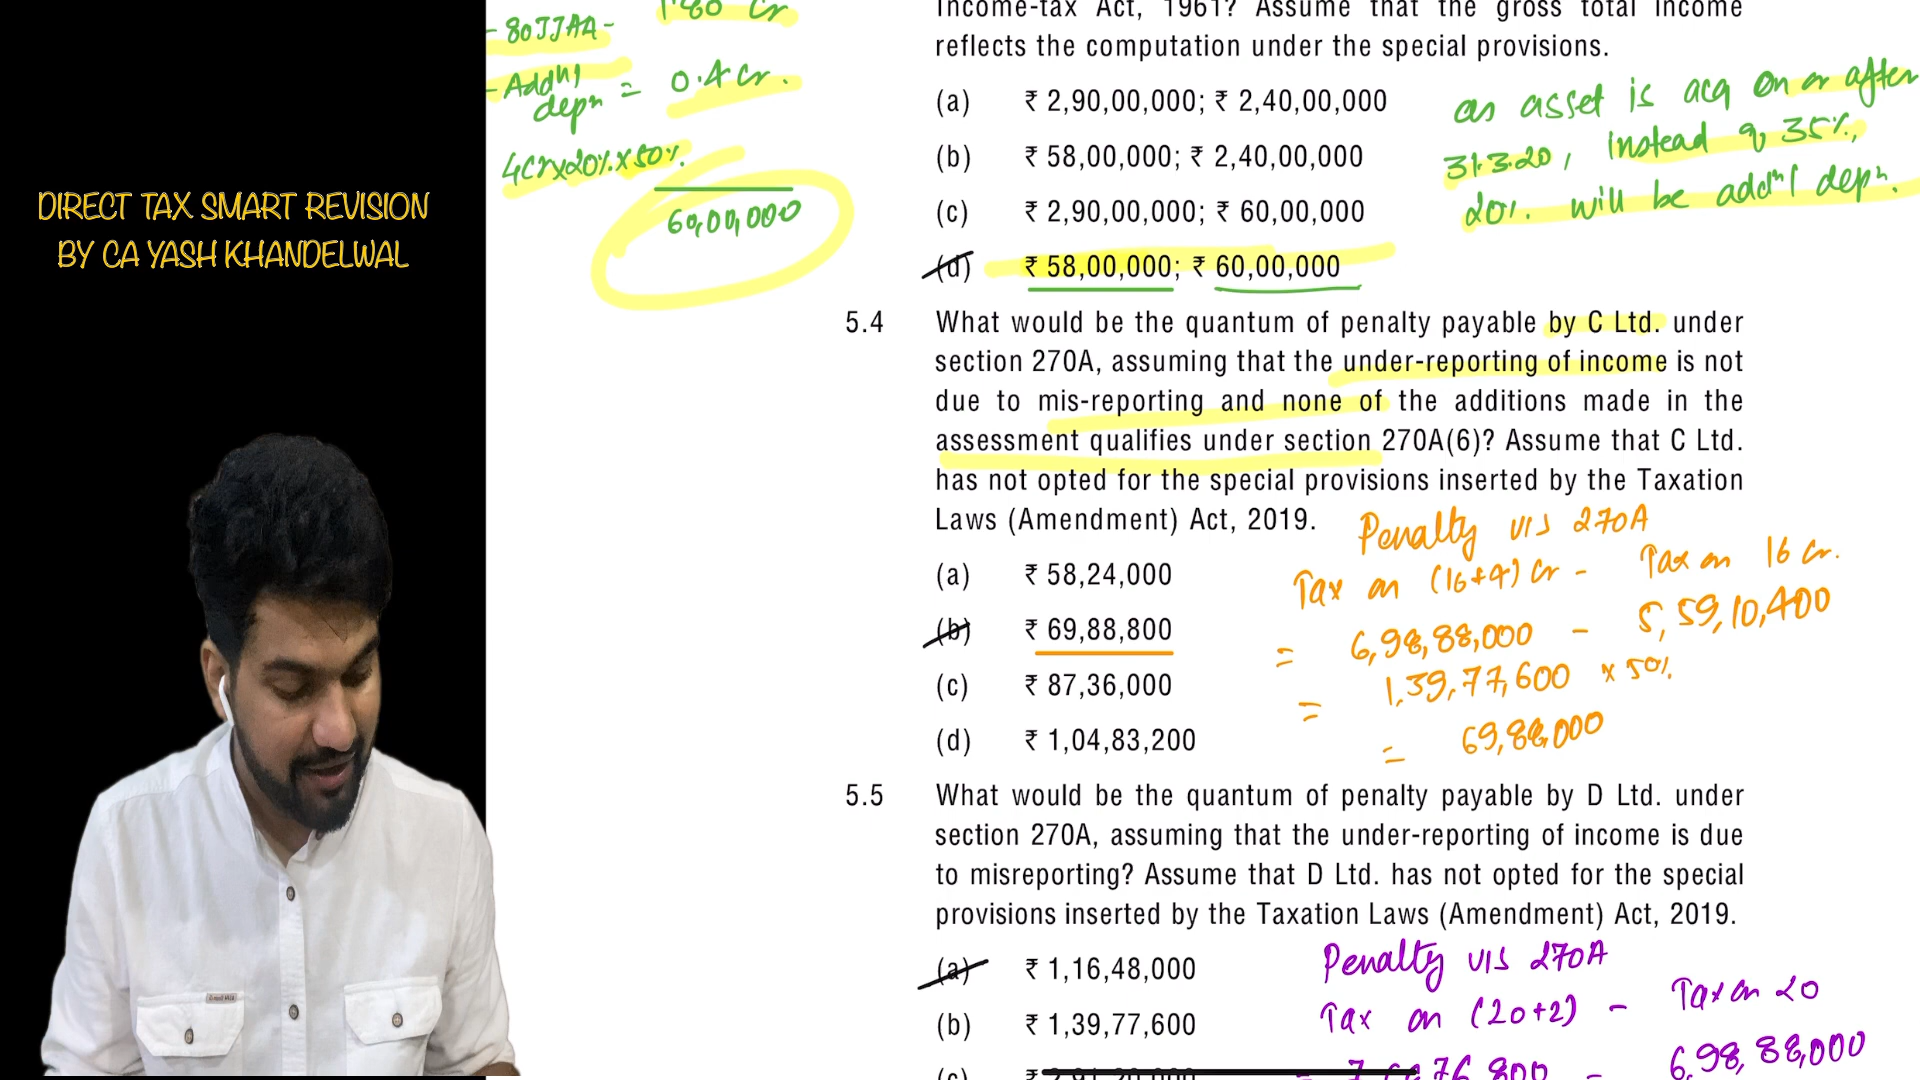 DIRECT TAX SMART REVISION
BY CA YASH KHANDELWAL
- 80JJAA -
1.80 Cr
- Addnl
depn = 0.4 Cr.
4Crx20%x50%
60,00,000
Income-tax Act, 1961? Assume that the gross total income
reflects the computation under the special provisions.
(a) ₹ 2,90,00,000; ₹ 2,40,00,000
(b) ₹ 58,00,000; ₹ 2,40,00,000
(c) ₹ 2,90,00,000; ₹ 60,00,000
(d) ₹ 58,00,000; ₹ 60,00,000
as asset is acq on or after
31.3.20, instead of 35%,
20%. will be addnl depn.
5.4 What would be the quantum of penalty payable by C Ltd. under
section 270A, assuming that the under-reporting of income is not
due to mis-reporting and none of the additions made in the
assessment qualifies under section 270A(6)? Assume that C Ltd.
has not opted for the special provisions inserted by the Taxation
Laws (Amendment) Act, 2019.
(a) ₹ 58,24,000
(b) ₹ 69,88,800
(c) ₹ 87,36,000
(d) ₹ 1,04,83,200
Penalty u/s 270A
Tax on (16+4) Cr - Tax on 16 Cr.
= 6,98,88,000 - 5,59,10,400
= 1,39,77,600 x 50%
= 69,88,000
5.5 What would be the quantum of penalty payable by D Ltd. under
section 270A, assuming that the under-reporting of income is due
to misreporting? Assume that D Ltd. has not opted for the special
provisions inserted by the Taxation Laws (Amendment) Act, 2019.
(a) ₹ 1,16,48,000
(b) ₹ 1,39,77,600
(c) ₹ 2,91,20,000
Penalty u/s 270A
Tax on (20+2) - Tax on 20
- 6,98,88,000